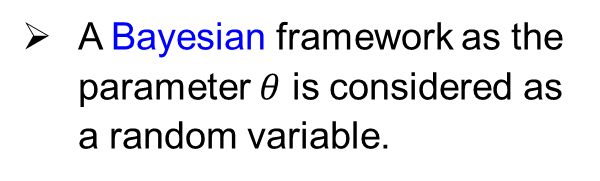 ➢ A Bayesian framework as the
parameter θ is considered as
a random variable.